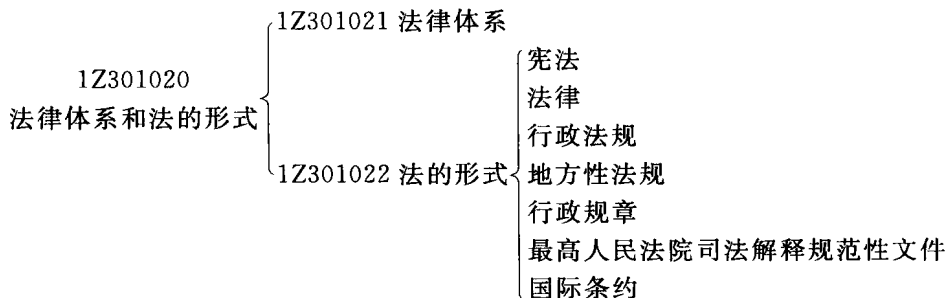 1Z301020
法律体系和法的形式
1Z301021 法律体系
1Z301022 法的形式
宪法
法律
行政法规
地方性法规
行政规章
最高人民法院司法解释规范性文件
国际条约